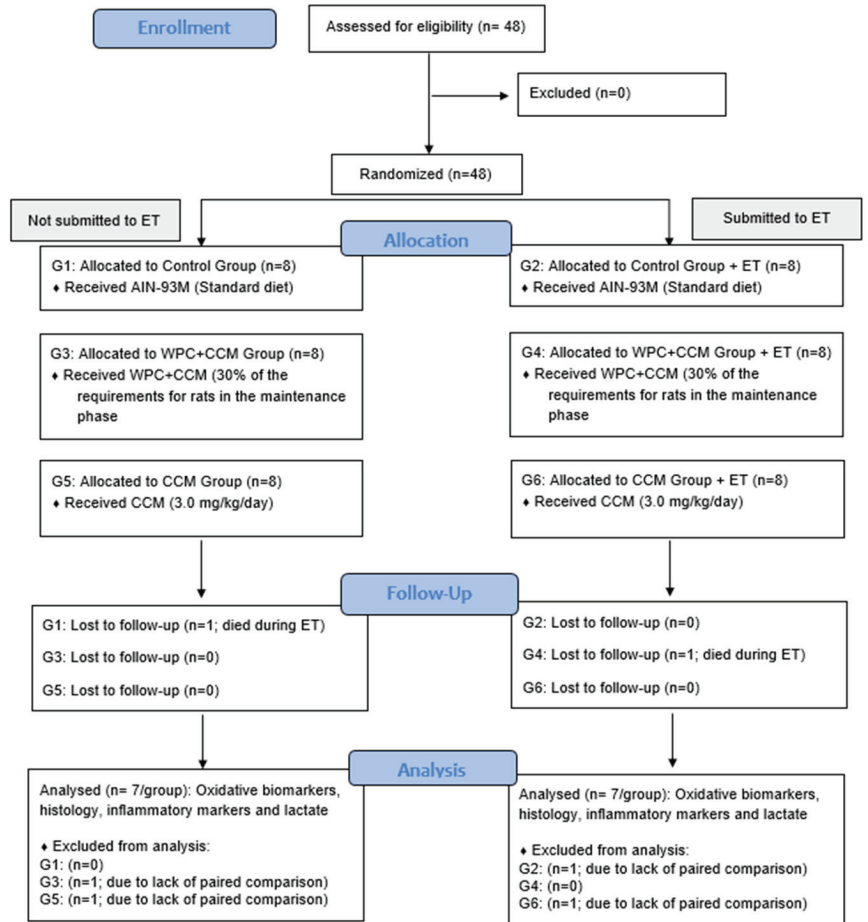 Enrollment
Assessed for eligibility (n= 48)
Excluded (n=0)
Randomized (n=48)
Not submitted to ET
Submitted to ET
Allocation
G1: Allocated to Control Group (n=8)
♦ Received AIN-93M (Standard diet)
G3: Allocated to WPC+CCM Group (n=8)
♦ Received WPC+CCM (30% of the
requirements for rats in the maintenance
phase
G5: Allocated to CCM Group (n=8)
♦ Received CCM (3.0 mg/kg/day)
G2: Allocated to Control Group + ET (n=8)
♦ Received AIN-93M (Standard diet)
G4: Allocated to WPC+CCM Group + ET (n=8)
♦ Received WPC+CCM (30% of the
requirements for rats in the maintenance
phase
G6: Allocated to CCM Group + ET (n=8)
♦ Received CCM (3.0 mg/kg/day)
Follow-Up
G1: Lost to follow-up (n=1; died during ET)
G3: Lost to follow-up (n=0)
G5: Lost to follow-up (n=0)
G2: Lost to follow-up (n=0)
G4: Lost to follow-up (n=1; died during ET)
G6: Lost to follow-up (n=0)
Analysis
Analysed (n= 7/group): Oxidative biomarkers,
histology, inflammatory markers and lactate
♦ Excluded from analysis:
G1: (n=0)
G3: (n=1; due to lack of paired comparison)
G5: (n=1; due to lack of paired comparison)
Analysed (n= 7/group): Oxidative biomarkers,
histology, inflammatory markers and lactate
♦ Excluded from analysis:
G2: (n=1; due to lack of paired comparison)
G4: (n=0)
G6: (n=1; due to lack of paired comparison)